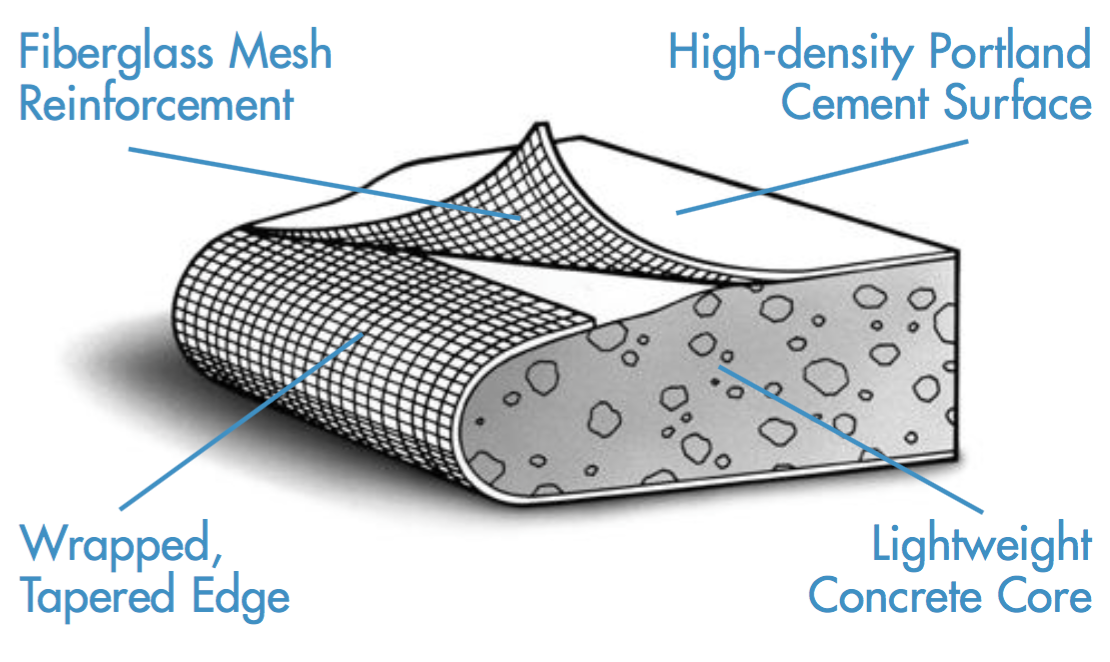 Fiberglass Mesh
Reinforcement
High-density Portland
Cement Surface
Wrapped,
Tapered Edge
Lightweight
Concrete Core